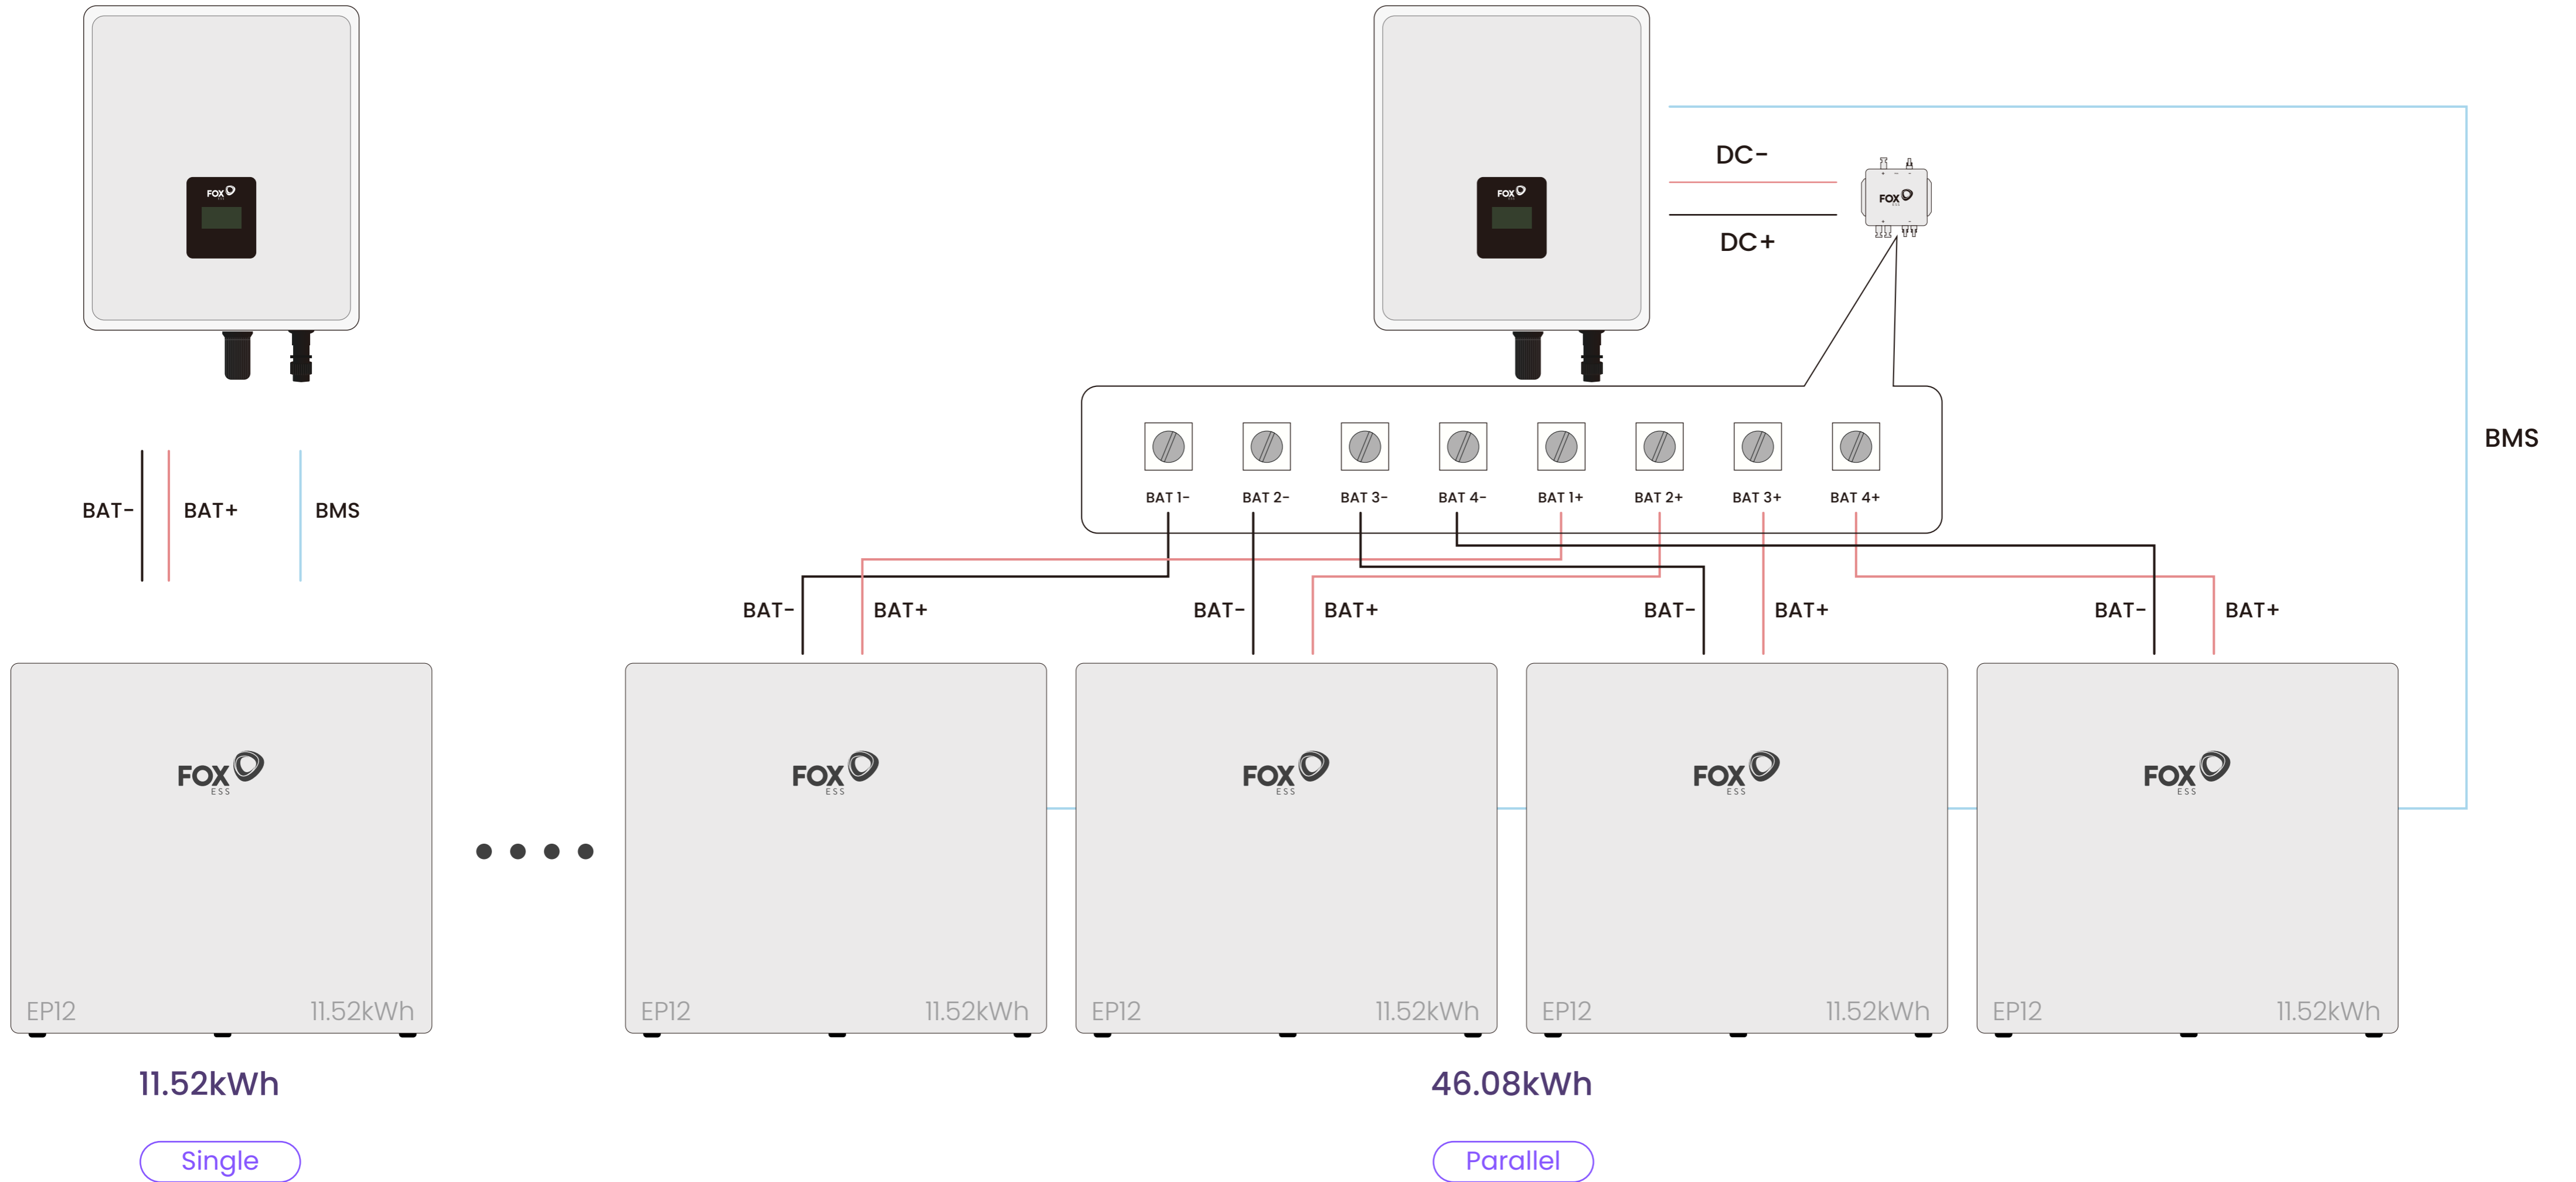 FOX
ESS
FOX
ESS
DC-
DC+
+ ~ -
FOX
ESS
+ -
BMS
BAT 1- BAT 2- BAT 3- BAT 4- BAT 1+ BAT 2+ BAT 3+ BAT 4+
BAT- BAT+ BMS
BAT- BAT+ BAT- BAT+ BAT- BAT+ BAT- BAT+
FOX
ESS
FOX
ESS
FOX
ESS
FOX
ESS
FOX
ESS
EP12 11.52kWh
EP12 11.52kWh
EP12 11.52kWh
EP12 11.52kWh
EP12 11.52kWh
11.52kWh
46.08kWh
Single
Parallel